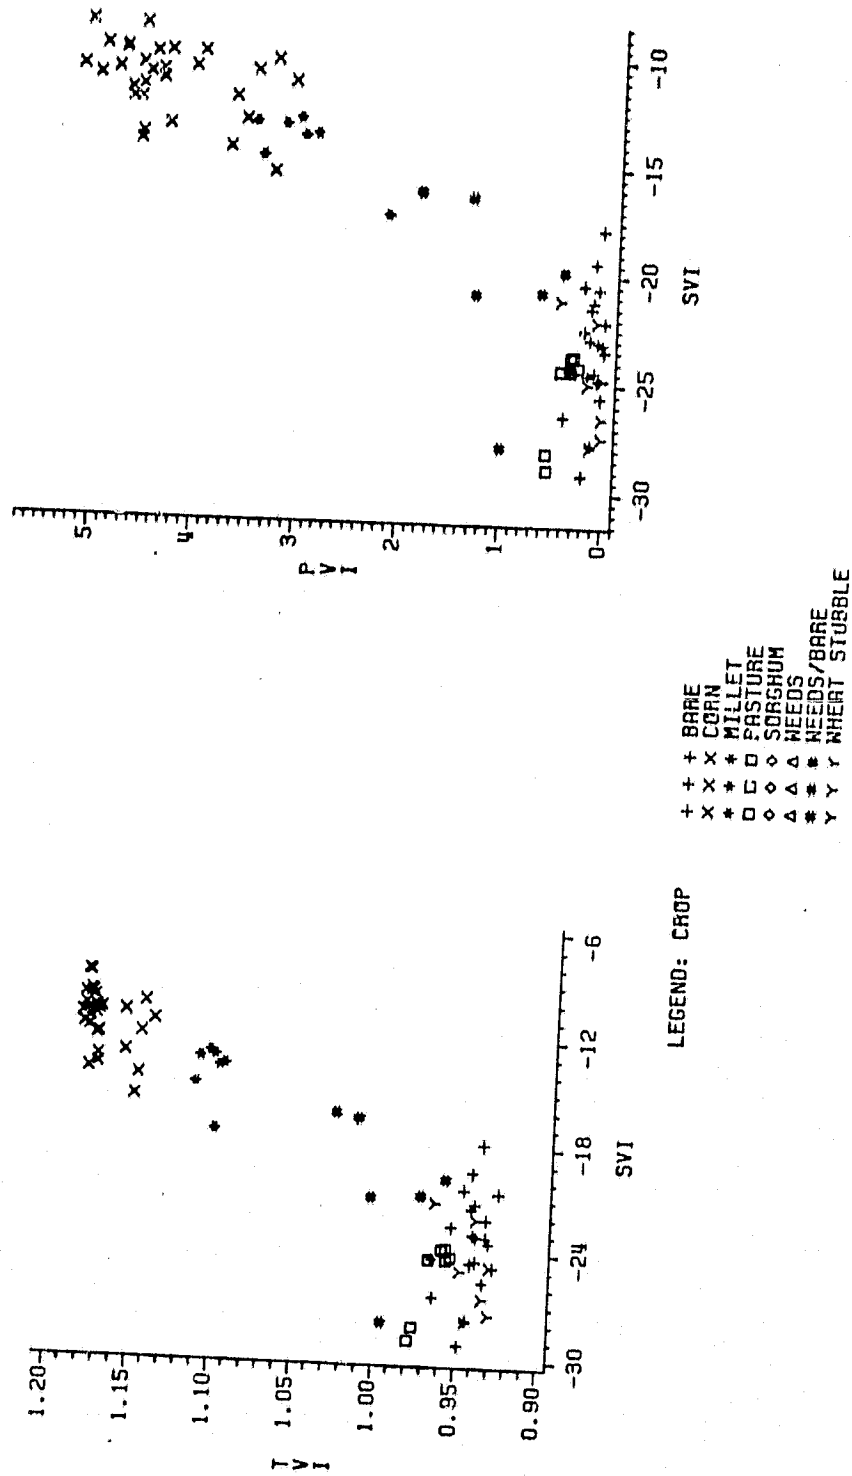 1.20
1.15
1.10
1.05
1.00
0.95
0.90
TVI
-30
-24
-18
-12
-6
SVI
5
4
3
2
1
0
PVI
-30
-25
-20
-15
-10
SVI
LEGEND: CROP
+ + + BARE
X X X CORN
* * * MILLET
□ □ □ PASTURE
◇ ◇ ◇ SORGHUM
△ △ △ WEEDS
# # # WEEDS/BARE
Y Y Y WHEAT STUBBLE